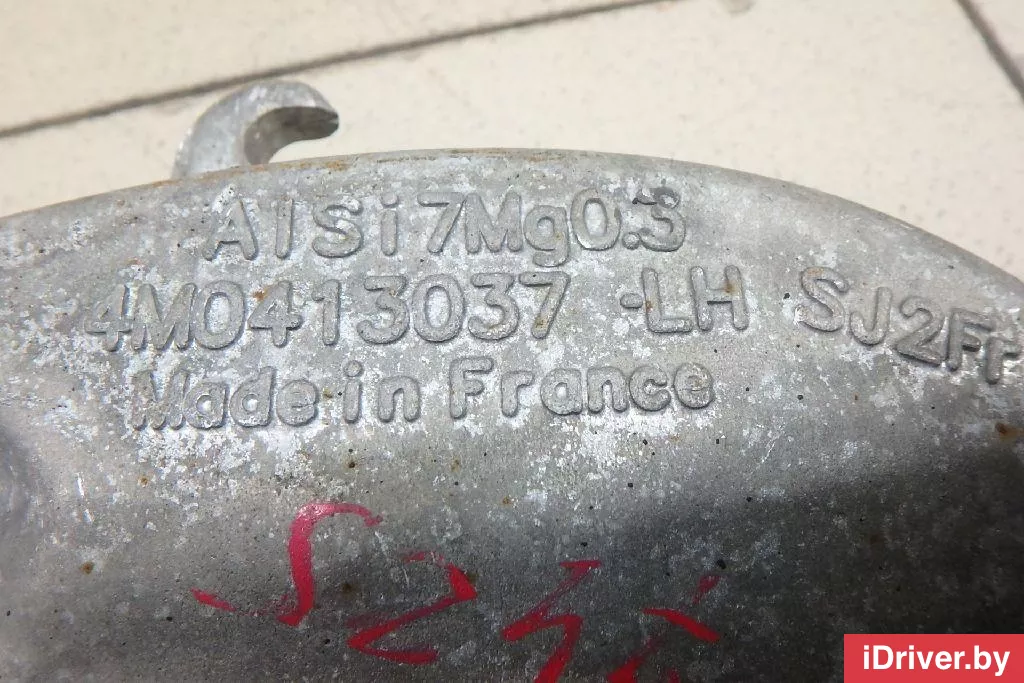 AlSi7Mg0.3
4M0413037 -LH SJ2FF
Made in France
iDriver.by